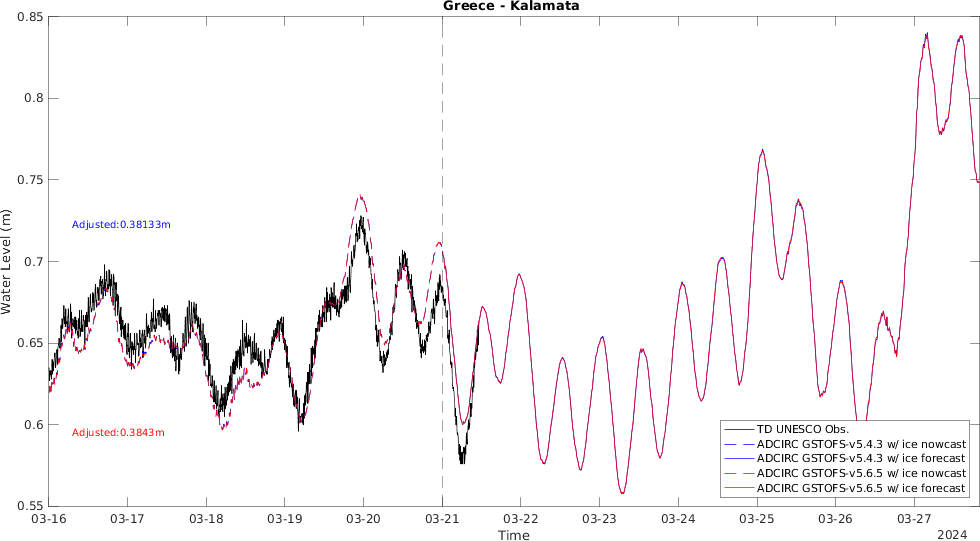 Greece - Kalamata
0.85
0.8
0.75
0.7
0.65
0.6
0.55
Water Level (m)
Adjusted:0.38133m
Adjusted:0.3843m
TD UNESCO Obs.
ADCIRC GSTOFS-v5.4.3 w/ ice nowcast
ADCIRC GSTOFS-v5.4.3 w/ ice forecast
ADCIRC GSTOFS-v5.6.5 w/ ice nowcast
ADCIRC GSTOFS-v5.6.5 w/ ice forecast
03-16 03-17 03-18 03-19 03-20 03-21 03-22 03-23 03-24 03-25 03-26 03-27
Time
2024